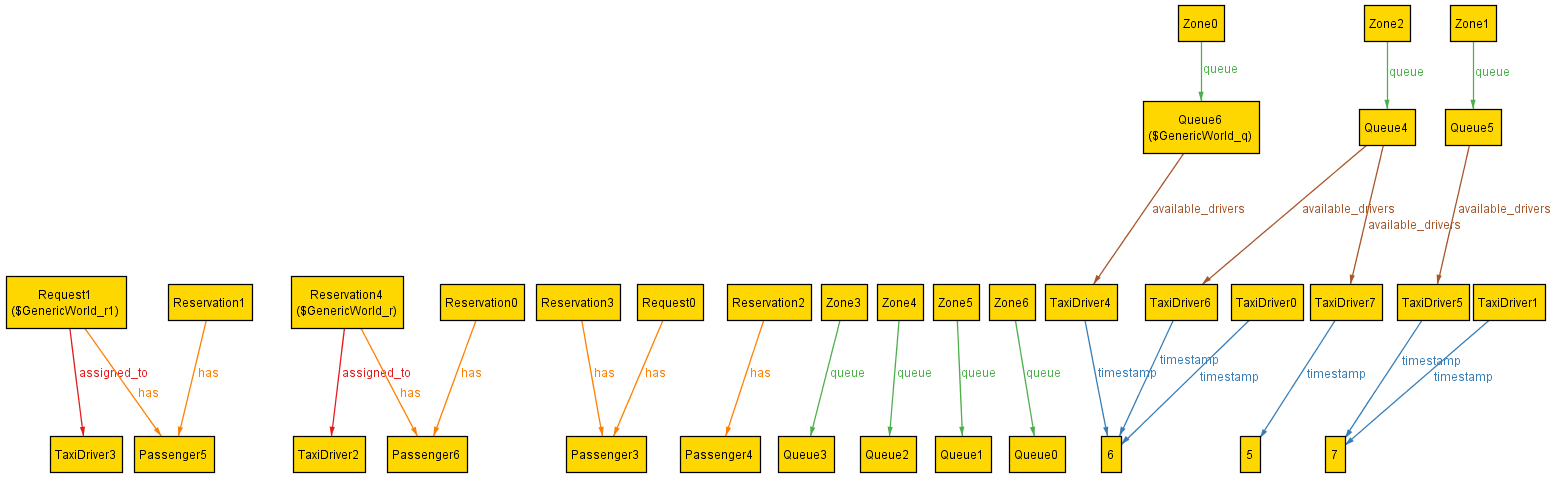 Zone0
Zone2
Zone1
queue
queue
queue
Queue6
($GenericWorld_q)
Queue4
Queue5
available_drivers
available_drivers
available_drivers
available_drivers
Request1
($GenericWorld_r1)
Reservation1
Reservation4
($GenericWorld_r)
Reservation0
Reservation3
Request0
Reservation2
Zone3
Zone4
Zone5
Zone6
TaxiDriver4
TaxiDriver6
TaxiDriver0
TaxiDriver7
TaxiDriver5
TaxiDriver1
assigned_to
has
has
assigned_to
has
has
has
has
has
queue
queue
queue
queue
timestamp
timestamp
timestamp
timestamp
timestamp
timestamp
TaxiDriver3
Passenger5
TaxiDriver2
Passenger6
Passenger3
Passenger4
Queue3
Queue2
Queue1
Queue0
6
5
7